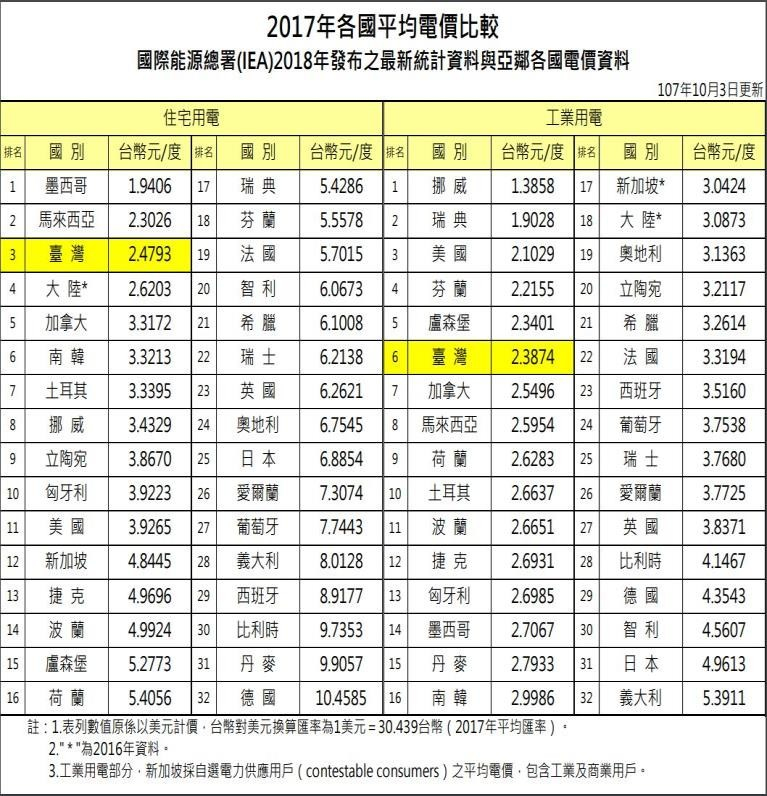 2017年各國平均電價比較
國際能源總署(IEA)2018年發布之最新統計資料與亞鄰各國電價資料
107年10月3日更新
住宅用電 工業用電
排名 國 別 台幣元/度 排名 國 別 台幣元/度 排名 國 別 台幣元/度 排名 國 別 台幣元/度
1 墨西哥 1.9406 17 瑞 典 5.4286 1 挪 威 1.3858 17 新加坡* 3.0424
2 馬來西亞 2.3026 18 芬 蘭 5.5578 2 瑞 典 1.9028 18 大 陸* 3.0873
3 臺 灣 2.4793 19 法 國 5.7015 3 美 國 2.1029 19 奧地利 3.1363
4 大 陸* 2.6203 20 智 利 6.0673 4 芬 蘭 2.2155 20 立陶宛 3.2117
5 加拿大 3.3172 21 希 臘 6.1008 5 盧森堡 2.3401 21 希 臘 3.2614
6 南 韓 3.3213 22 瑞 士 6.2138 6 臺 灣 2.3874 22 法 國 3.3194
7 土耳其 3.3395 23 英 國 6.2621 7 加拿大 2.5496 23 西班牙 3.5160
8 挪 威 3.4329 24 奧地利 6.7545 8 馬來西亞 2.5954 24 葡萄牙 3.7538
9 立陶宛 3.8670 25 日 本 6.8854 9 荷 蘭 2.6283 25 瑞 士 3.7680
10 匈牙利 3.9223 26 愛爾蘭 7.3074 10 土耳其 2.6637 26 愛爾蘭 3.7725
11 美 國 3.9265 27 葡萄牙 7.7443 11 波 蘭 2.6651 27 英 國 3.8371
12 新加坡 4.8445 28 義大利 8.0128 12 捷 克 2.6931 28 比利時 4.1467
13 捷 克 4.9696 29 西班牙 8.9177 13 匈牙利 2.6985 29 德 國 4.3543
14 波 蘭 4.9924 30 比利時 9.7353 14 墨西哥 2.7067 30 智 利 4.5607
15 盧森堡 5.2773 31 丹 麥 9.9057 15 丹 麥 2.7933 31 日 本 4.9613
16 荷 蘭 5.4056 32 德 國 10.4585 16 南 韓 2.9986 32 義大利 5.3911
註：1.表列數值原係以美元計價，台幣對美元換算匯率為1美元＝30.439台幣（2017年平均匯率）。
2."＊"為2016年資料。
3.工業用電部分，新加坡採自選電力供應用戶（contestable consumers）之平均電價，包含工業及商業用戶。